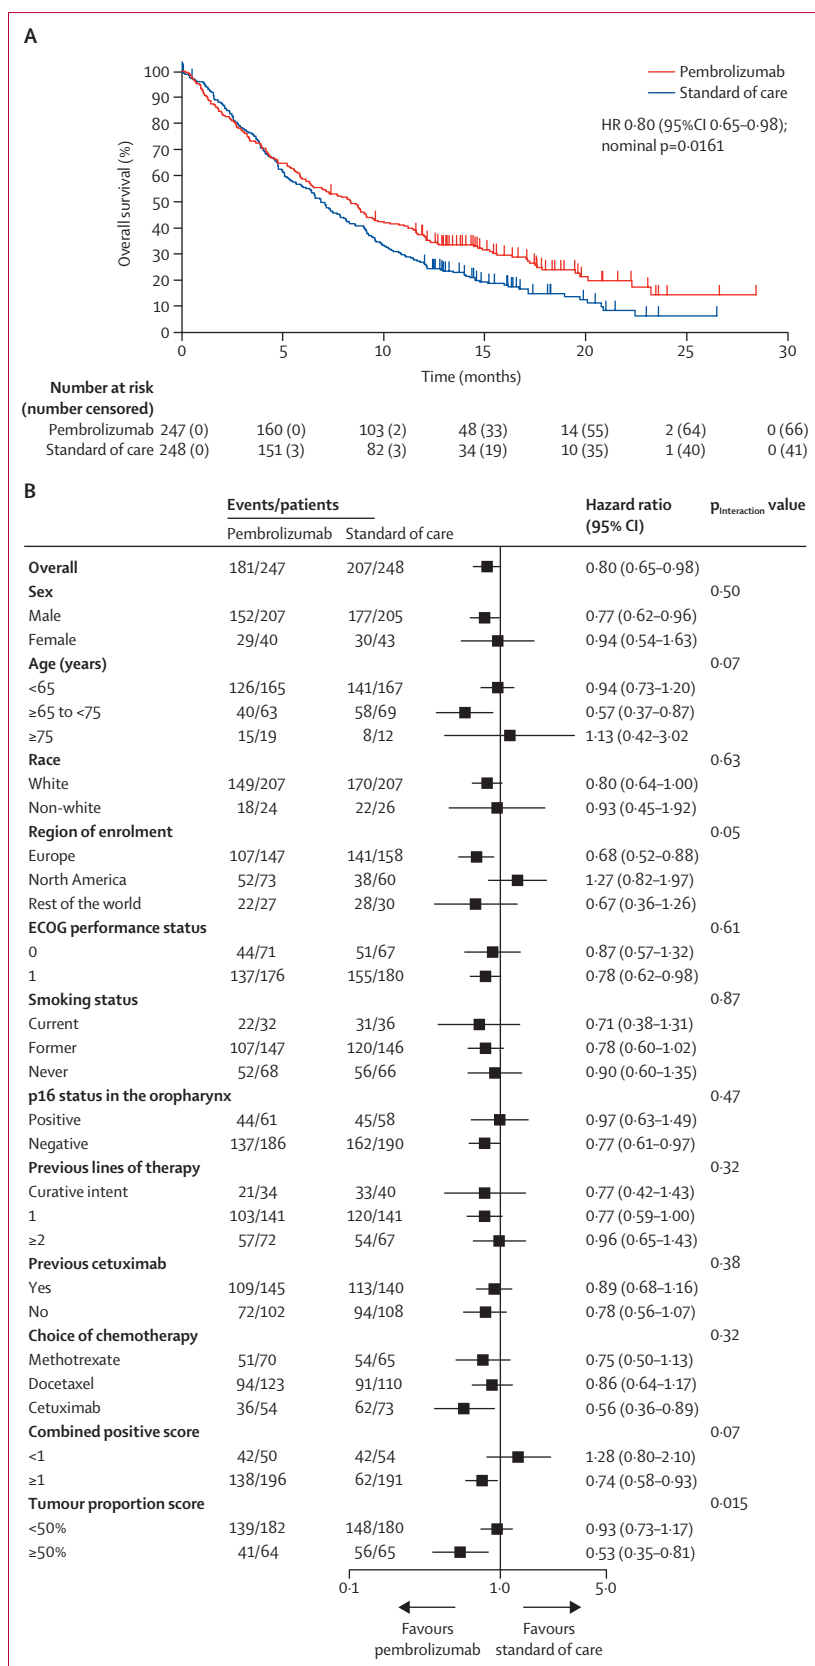 A
Pembrolizumab
Standard of care
HR 0·80 (95%CI 0·65–0·98);
nominal p=0·0161
Overall survival (%)
100
90
80
70
60
50
40
30
20
10
0
0 5 10 15 20 25 30
Time (months)
Number at risk
(number censored)
Pembrolizumab 247 (0) 160 (0) 103 (2) 48 (33) 14 (55) 2 (64) 0 (66)
Standard of care 248 (0) 151 (3) 82 (3) 34 (19) 10 (35) 1 (40) 0 (41)
B
Events/patients Hazard ratio (95% CI) pInteraction value
Pembrolizumab Standard of care
Overall 181/247 207/248 0·80 (0·65–0·98)
Sex 0·50
Male 152/207 177/205 0·77 (0·62–0·96)
Female 29/40 30/43 0·94 (0·54–1·63)
Age (years) 0·07
<65 126/165 141/167 0·94 (0·73–1·20)
≥65 to <75 40/63 58/69 0·57 (0·37–0·87)
≥75 15/19 8/12 1·13 (0·42–3·02
Race 0·63
White 149/207 170/207 0·80 (0·64–1·00)
Non-white 18/24 22/26 0·93 (0·45–1·92)
Region of enrolment 0·05
Europe 107/147 141/158 0·68 (0·52–0·88)
North America 52/73 38/60 1·27 (0·82–1·97)
Rest of the world 22/27 28/30 0·67 (0·36–1·26)
ECOG performance status 0·61
0 44/71 51/67 0·87 (0·57–1·32)
1 137/176 155/180 0·78 (0·62–0·98)
Smoking status 0·87
Current 22/32 31/36 0·71 (0·38–1·31)
Former 107/147 120/146 0·78 (0·60–1·02)
Never 52/68 56/66 0·90 (0·60–1·35)
p16 status in the oropharynx 0·47
Positive 44/61 45/58 0·97 (0·63–1·49)
Negative 137/186 162/190 0·77 (0·61–0·97)
Previous lines of therapy 0·32
Curative intent 21/34 33/40 0·77 (0·42–1·43)
1 103/141 120/141 0·77 (0·59–1·00)
≥2 57/72 54/67 0·96 (0·65–1·43)
Previous cetuximab 0·38
Yes 109/145 113/140 0·89 (0·68–1·16)
No 72/102 94/108 0·78 (0·56–1·07)
Choice of chemotherapy 0·32
Methotrexate 51/70 54/65 0·75 (0·50–1·13)
Docetaxel 94/123 91/110 0·86 (0·64–1·17)
Cetuximab 36/54 62/73 0·56 (0·36–0·89)
Combined positive score 0·07
<1 42/50 42/54 1·28 (0·80–2·10)
≥1 138/196 62/191 0·74 (0·58–0·93)
Tumour proportion score 0·015
<50% 139/182 148/180 0·93 (0·73–1·17)
≥50% 41/64 56/65 0·53 (0·35–0·81)
0·1 1·0 5·0
Favours pembrolizumab Favours standard of care